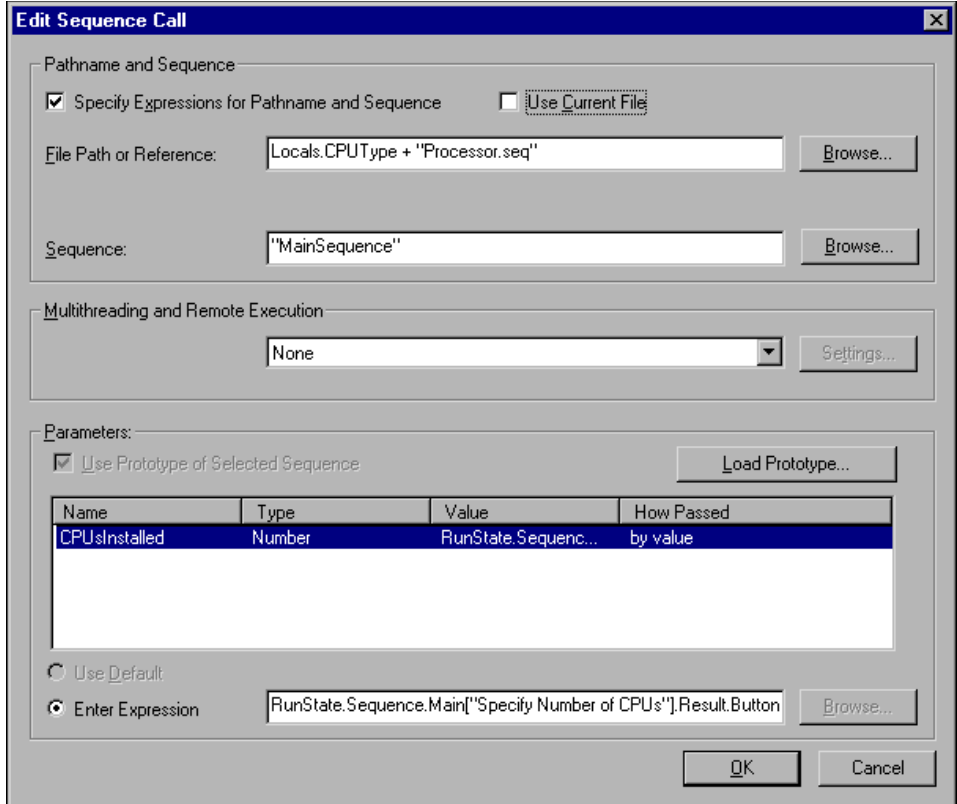 Edit Sequence Call
Pathname and Sequence
Specify Expressions for Pathname and Sequence Use Current File
File Path or Reference: Locals.CPUType + "Processor.seq" Browse...
Sequence: "MainSequence" Browse...
Multithreading and Remote Execution
None Settings...
Parameters:
Use Prototype of Selected Sequence Load Prototype...
Name Type Value How Passed
CPUsInstalled Number RunState.Sequenc... by value
Use Default
Enter Expression RunState.Sequence.Main["Specify Number of CPUs"].Result.Button Browse...
OK Cancel